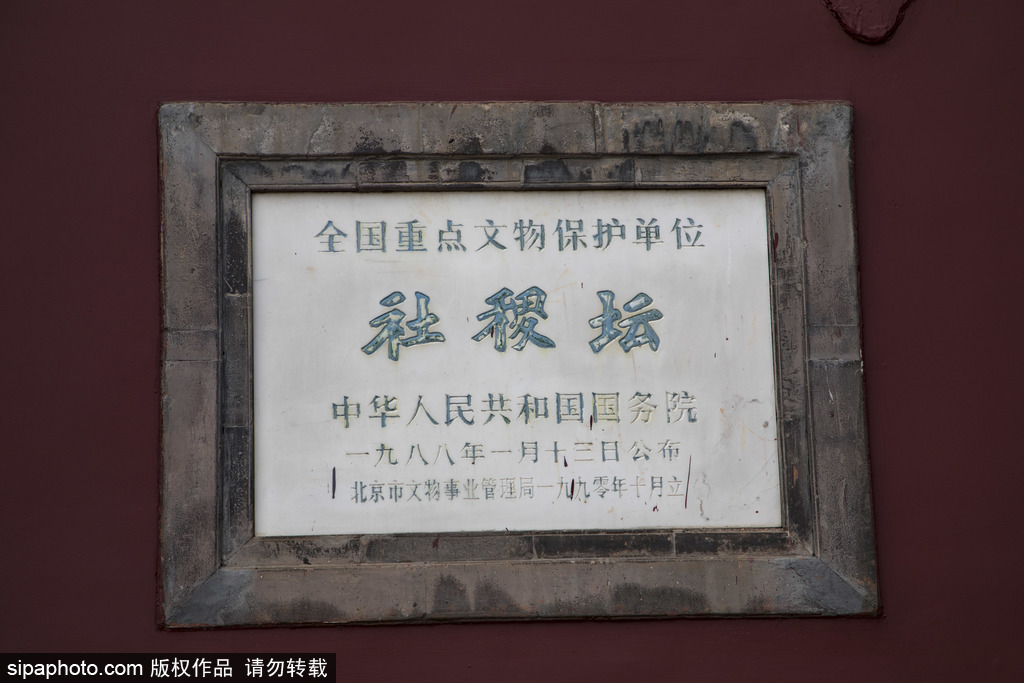 全国重点文物保护单位
社稷坛
中华人民共和国国务院
一九八八年一月十三日公布
北京市文物事业管理局一九九零年十月立
sipaphoto.com 版权作品 请勿转载